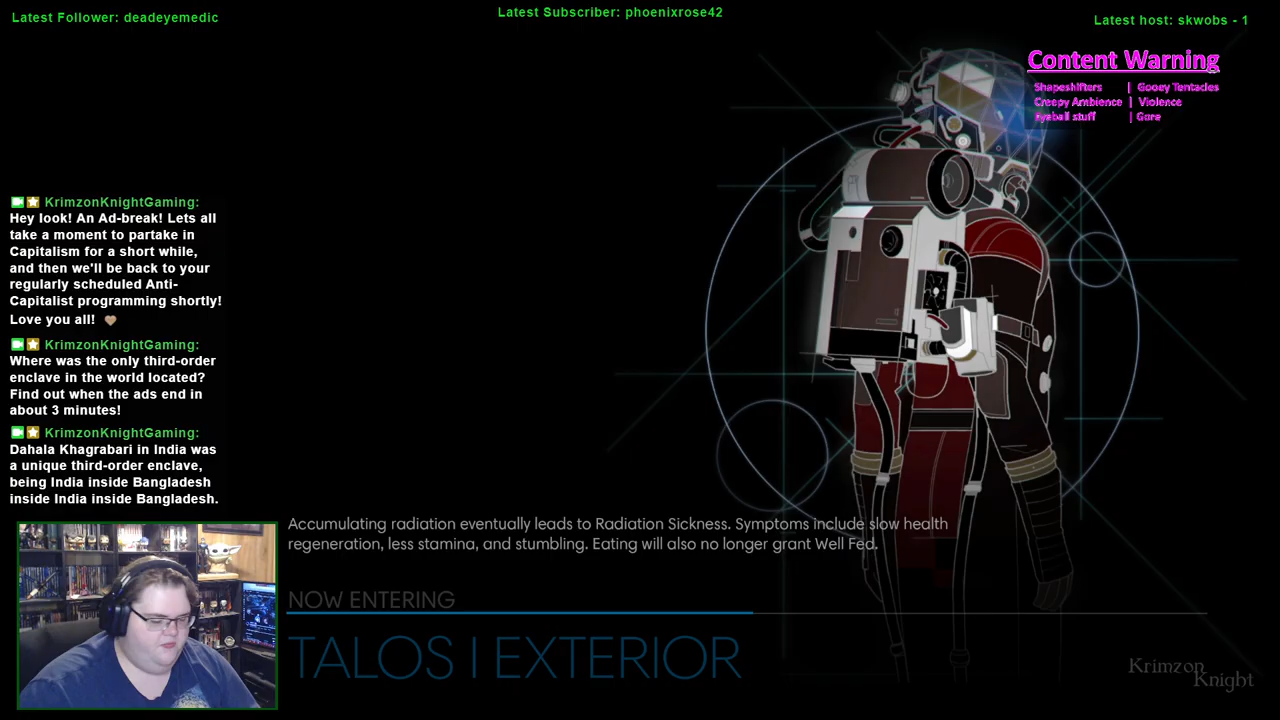 Latest Follower: deadeyemedic
Latest Subscriber: phoenixrose42
Latest host: skwobs - 1
Content Warning
Shapeshifters | Gooey Tentacles
Creepy Ambience | Violence
Eyeball stuff | Gore
KrimzonKnightGaming:
Hey look! An Ad-break! Lets all
take a moment to partake in
Capitalism for a short while,
and then we'll be back to your
regularly scheduled Anti-
Capitalist programming shortly!
Love you all!
KrimzonKnightGaming:
Where was the only third-order
enclave in the world located?
Find out when the ads end in
about 3 minutes!
KrimzonKnightGaming:
Dahala Khagrabari in India was
a unique third-order enclave,
being India inside Bangladesh
inside India inside Bangladesh.
Accumulating radiation eventually leads to Radiation Sickness. Symptoms include slow health
regeneration, less stamina, and stumbling. Eating will also no longer grant Well Fed.
NOW ENTERING
TALOS I EXTERIOR
Krimzon
Knight